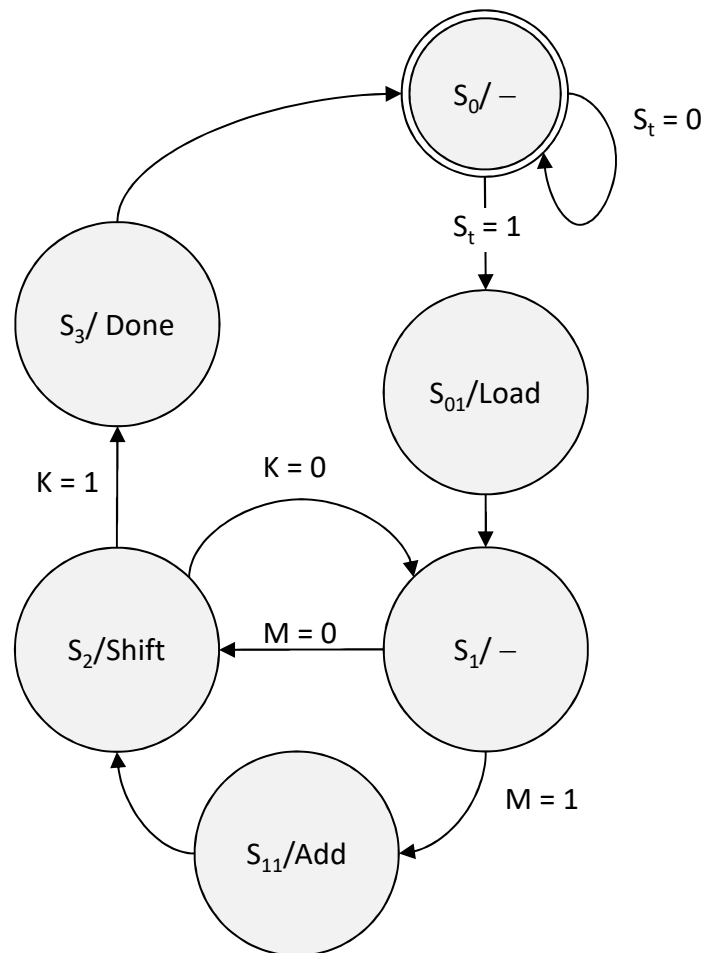 S₀/ –
Sₜ = 0
Sₜ = 1
S₃/ Done
S₀₁/Load
K = 0
K = 1
M = 0
S₂/Shift
S₁/ –
M = 1
S₁₁/Add